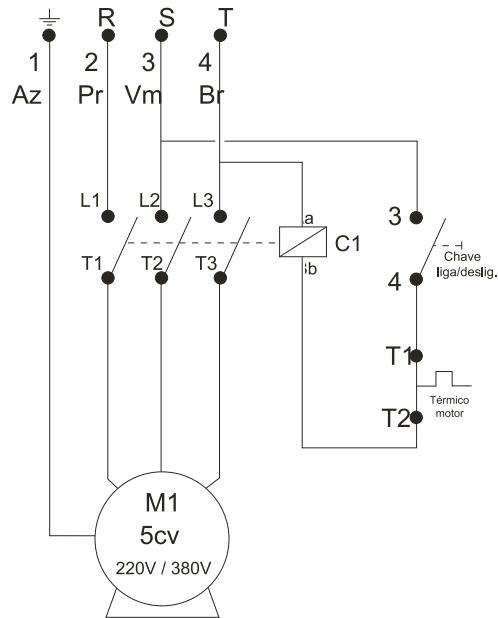 R S T
1 2 3 4
Az Pr Vm Br
L1 L2 L3
a
3
C1
b
Chave
liga/deslig.
T1 T2 T3
4
T1
Térmico
motor
T2
M1
5cv
220V / 380V